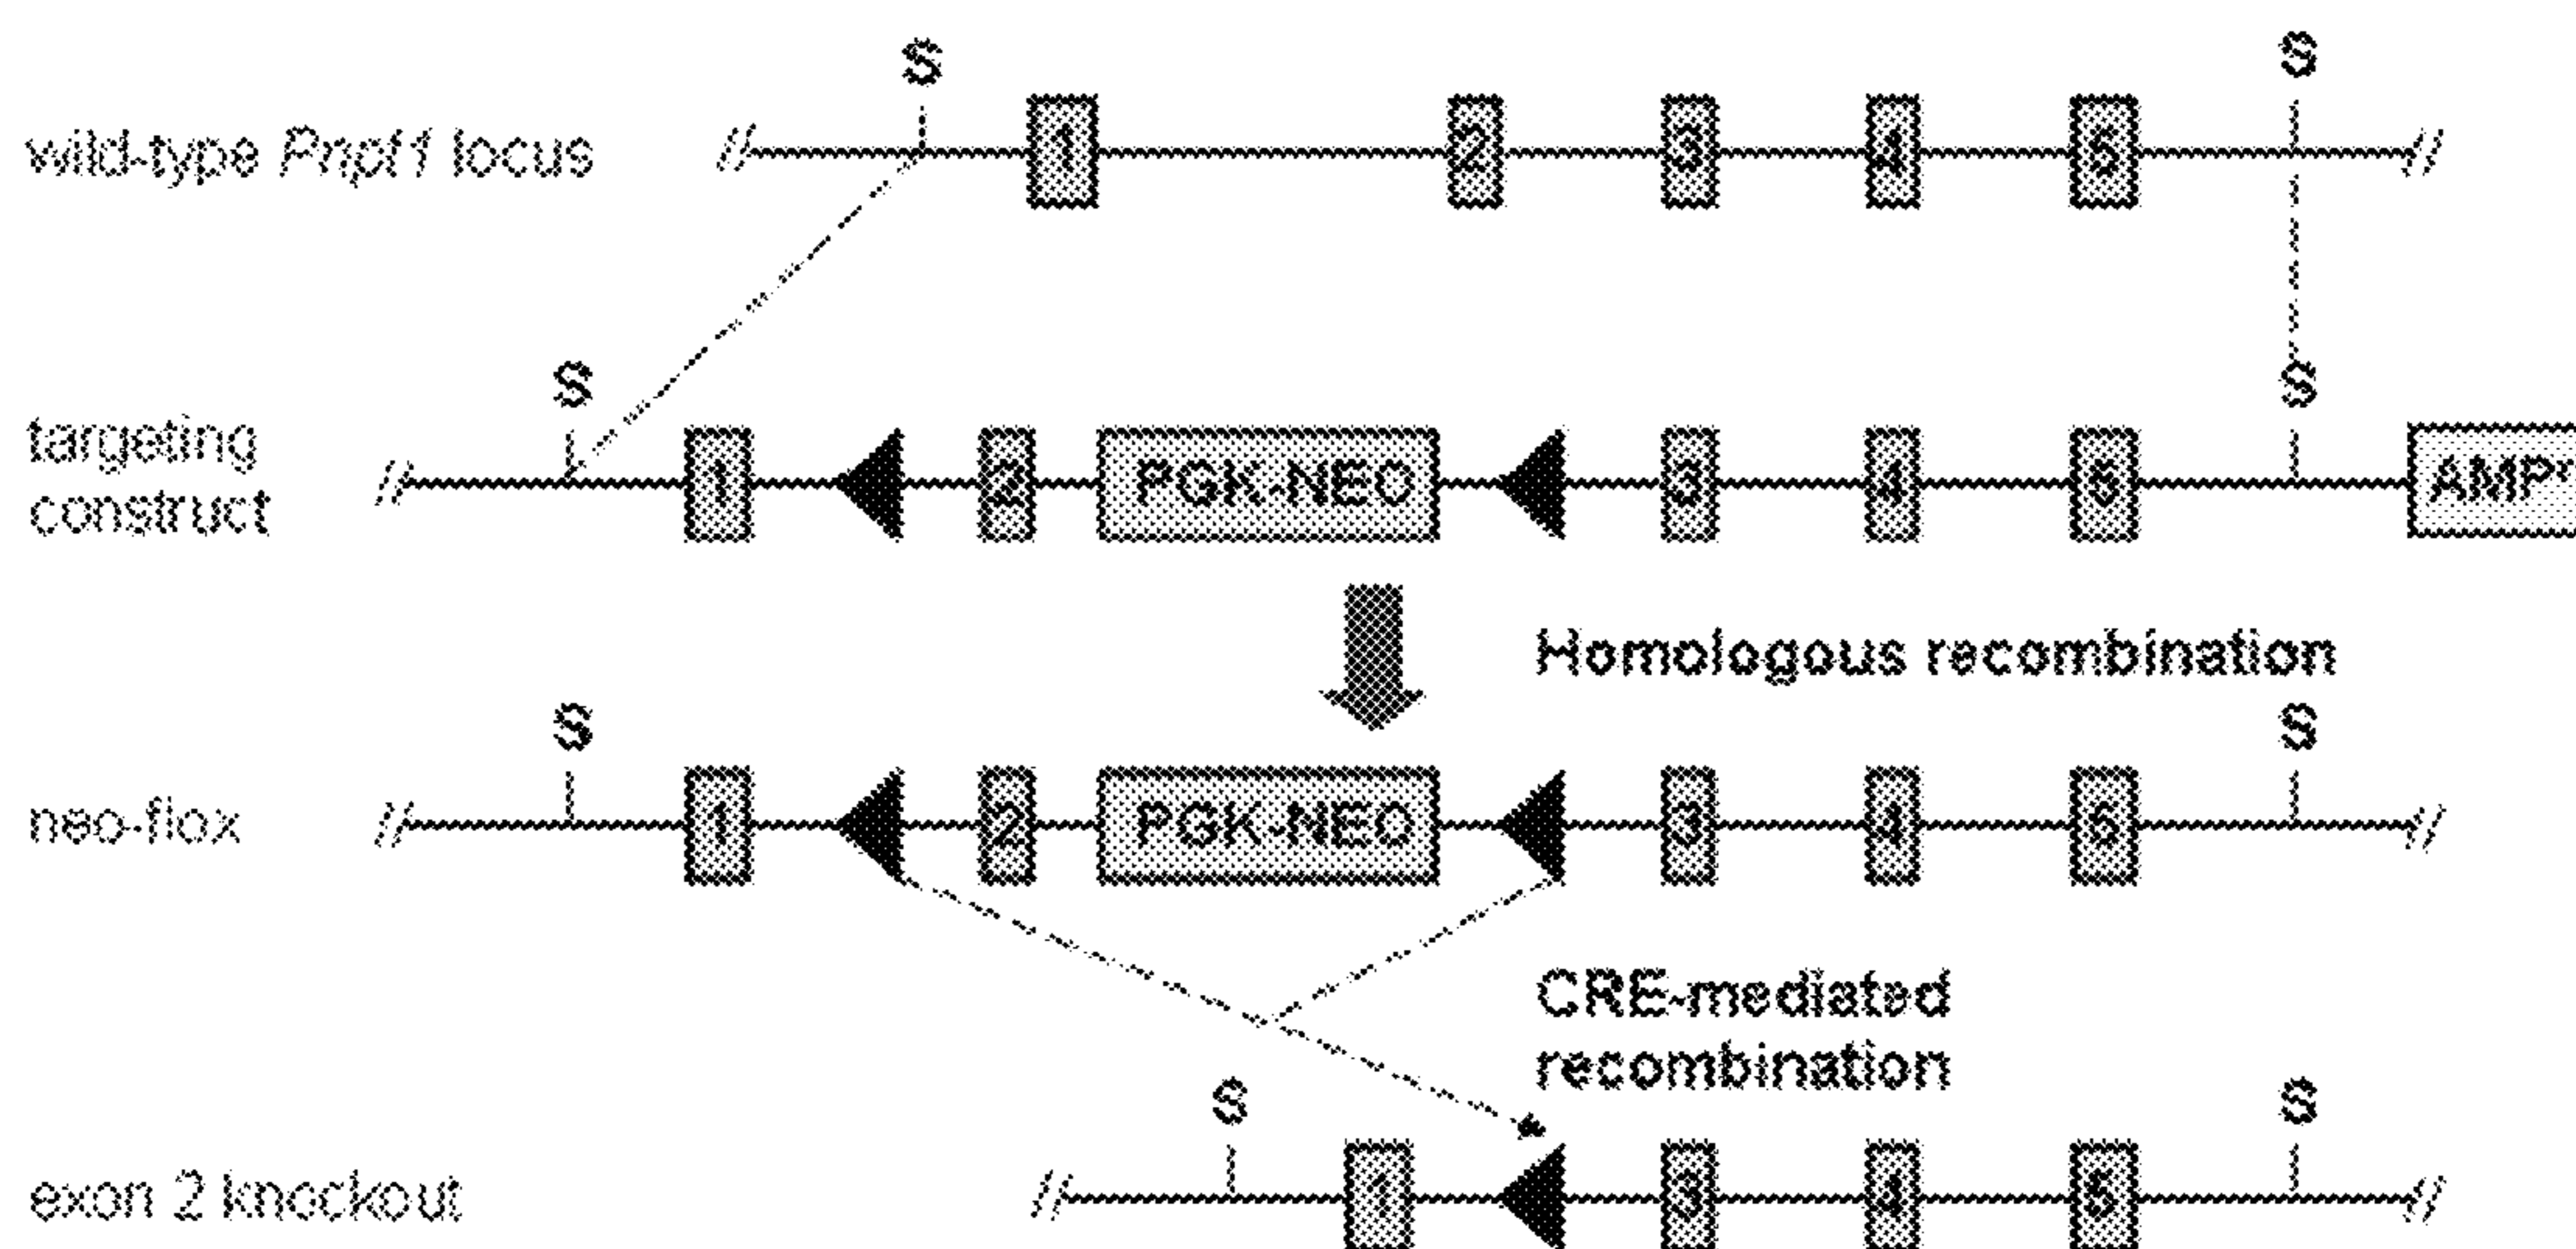 S S
wild-type Pnpt1 locus 1 2 3 4 5
S S
targeting
construct 1 2 PGK-NEO 3 4 5 AMPr
Homologous recombination
S S
neo-flox 1 2 PGK-NEO 3 4 5
CRE-mediated
recombination
S S
exon 2 knockout 1 3 4 5